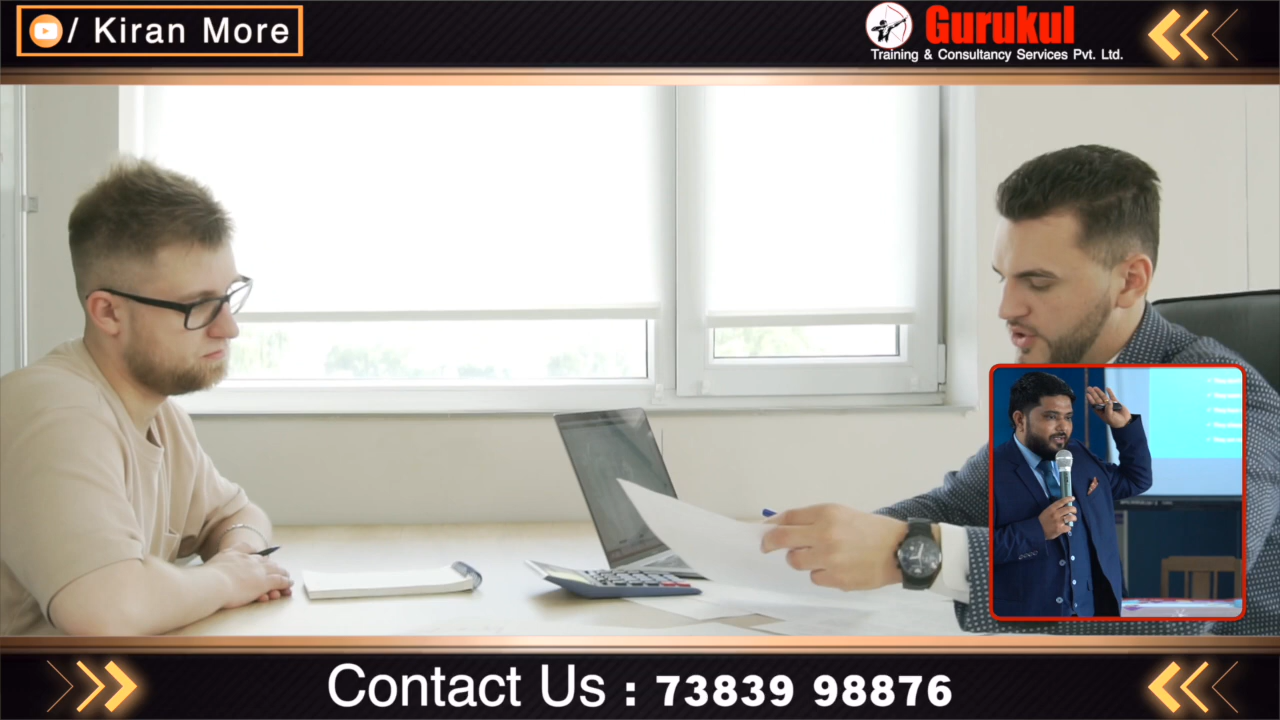 / Kiran More
Gurukul
Training & Consultancy Services Pvt. Ltd.
Contact Us : 73839 98876